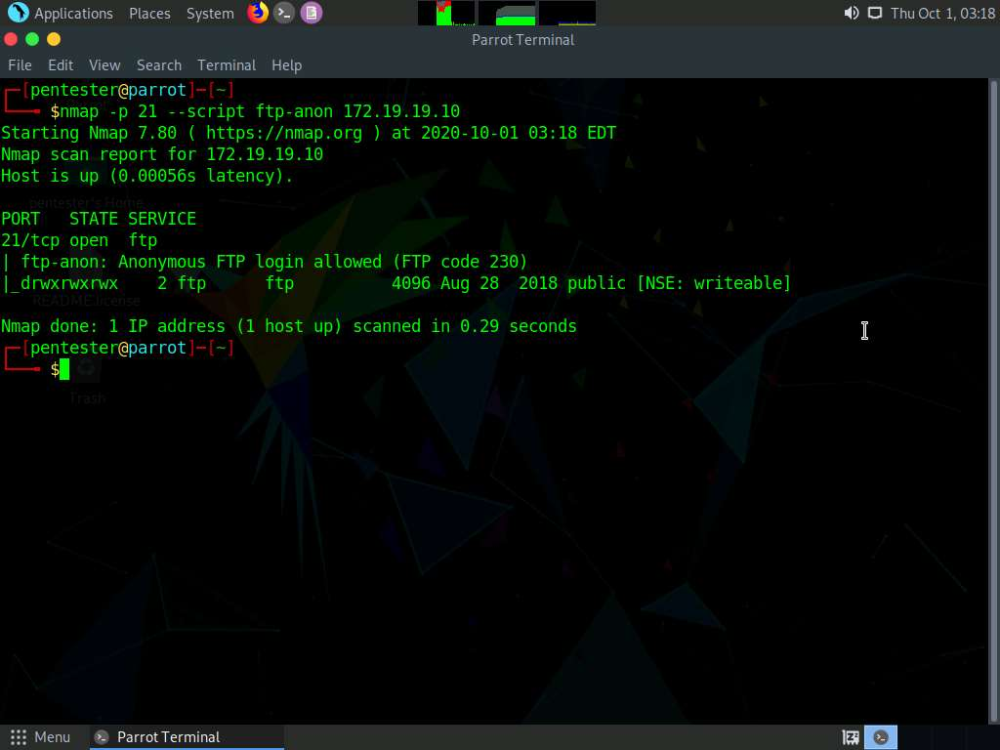 Applications Places System Thu Oct 1, 03:18
Parrot Terminal
File Edit View Search Terminal Help
[pentester@parrot]─[~]
$nmap -p 21 --script ftp-anon 172.19.19.10
Starting Nmap 7.80 ( https://nmap.org ) at 2020-10-01 03:18 EDT
Nmap scan report for 172.19.19.10
Host is up (0.00056s latency).
pentester's Home
PORT   STATE SERVICE
21/tcp open  ftp
| ftp-anon: Anonymous FTP login allowed (FTP code 230)
|_drwxrwxrwx    2 ftp      ftp          4096 Aug 28  2018 public [NSE: writeable]
README.license
Nmap done: 1 IP address (1 host up) scanned in 0.29 seconds
[pentester@parrot]─[~]
$
Trash
Menu Parrot Terminal